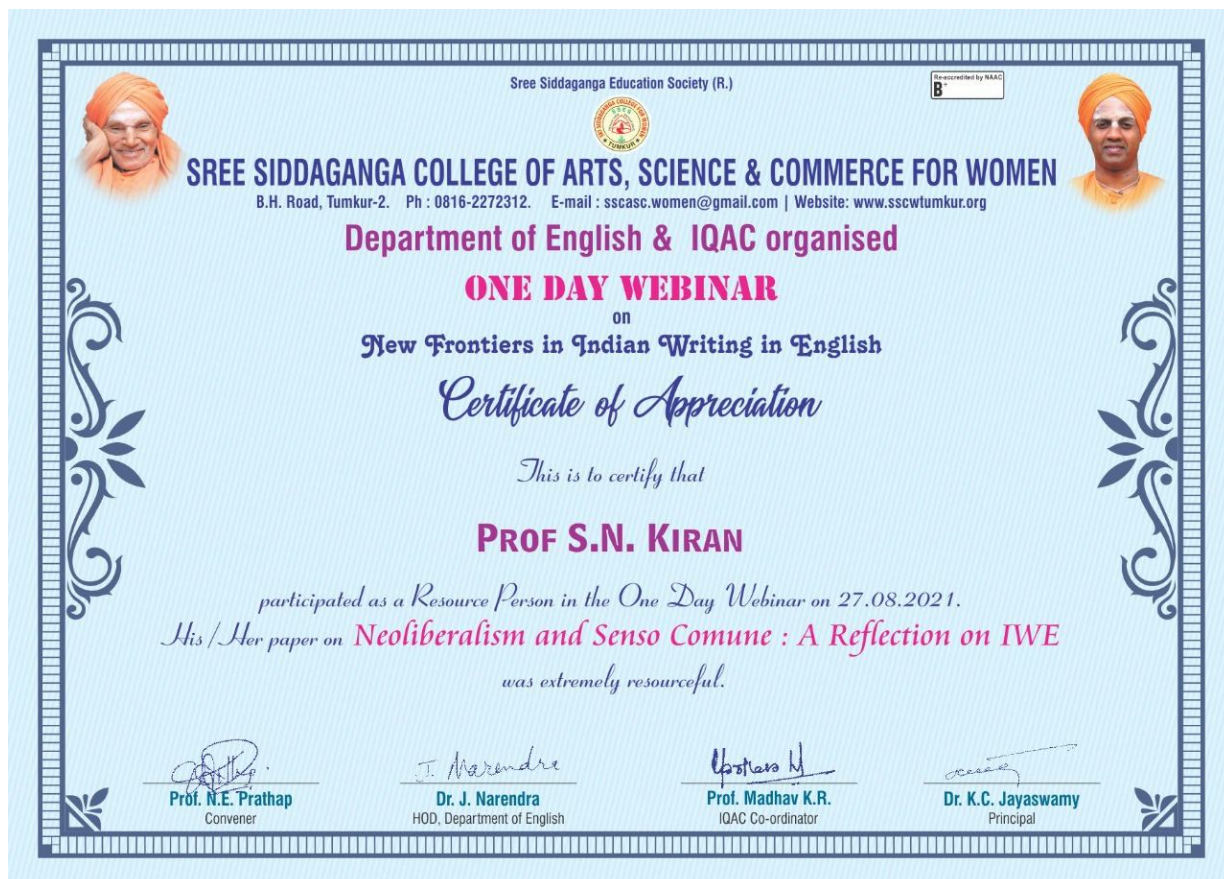 Sree Siddaganga Education Society (R.)
Re-accredited by NAAC
B+
SREE SIDDAGANGA COLLEGE OF ARTS, SCIENCE & COMMERCE FOR WOMEN
B.H. Road, Tumkur-2. Ph : 0816-2272312. E-mail : sscasc.women@gmail.com | Website: www.sscwtumkur.org
Department of English & IQAC organised
ONE DAY WEBINAR
on
New Frontiers in Indian Writing in English
Certificate of Appreciation
This is to certify that
PROF S.N. KIRAN
participated as a Resource Person in the One Day Webinar on 27.08.2021.
His/Her paper on Neoliberalism and Senso Comune : A Reflection on IWE
was extremely resourceful.
J. Narendra
Prof. N.E. Prathap Dr. J. Narendra Prof. Madhav K.R. Dr. K.C. Jayaswamy
Convener HOD, Department of English IQAC Co-ordinator Principal